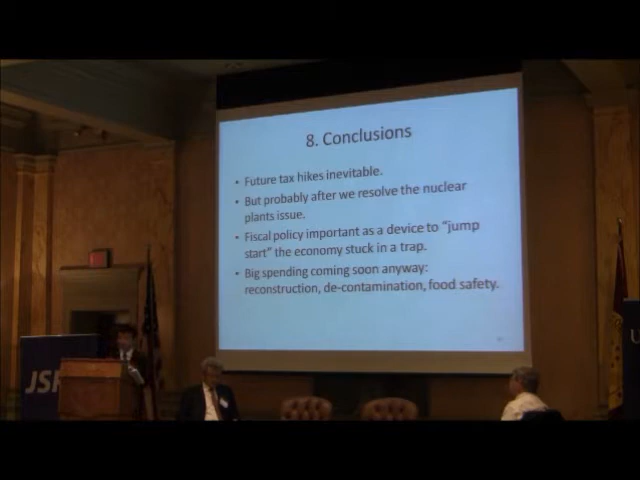 8. Conclusions
• Future tax hikes inevitable.
• But probably after we resolve the nuclear
plants issue.
• Fiscal policy important as a device to "jump
start" the economy stuck in a trap.
• Big spending coming soon anyway:
reconstruction, de-contamination, food safety.